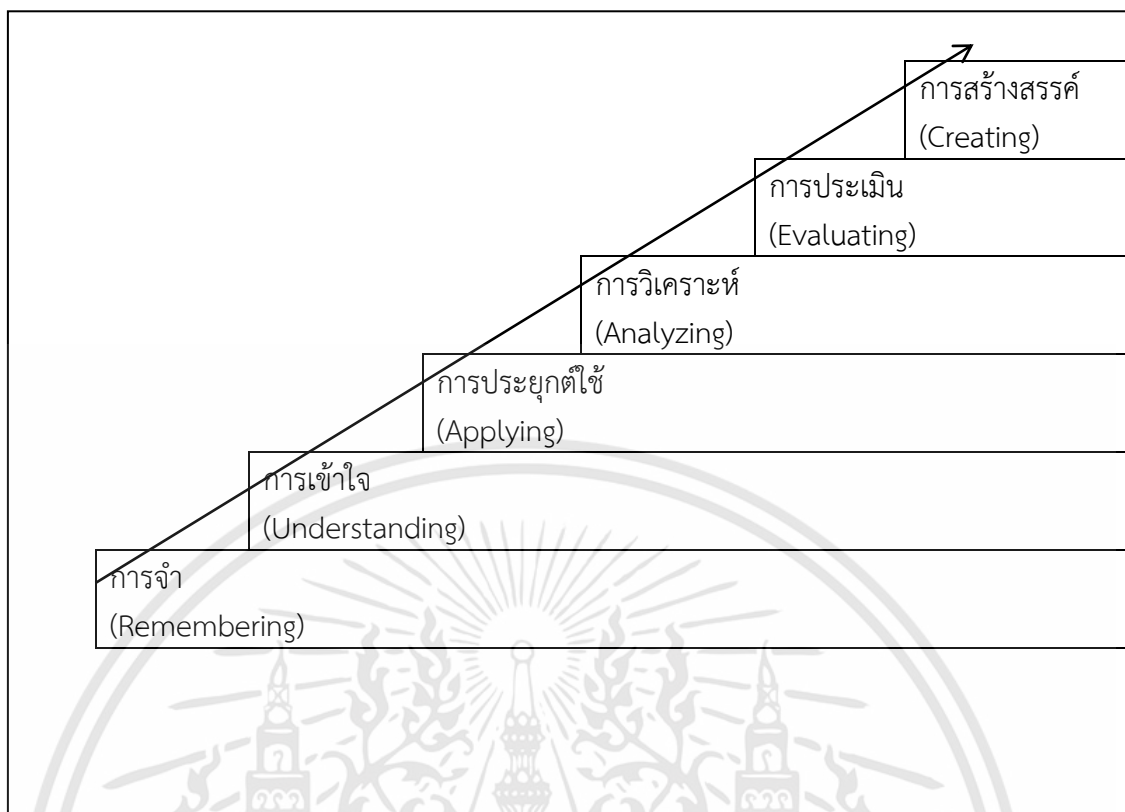 การสร้างสรรค์
(Creating)
การประเมิน
(Evaluating)
การวิเคราะห์
(Analyzing)
การประยุกต์ใช้
(Applying)
การเข้าใจ
(Understanding)
การจำ
(Remembering)